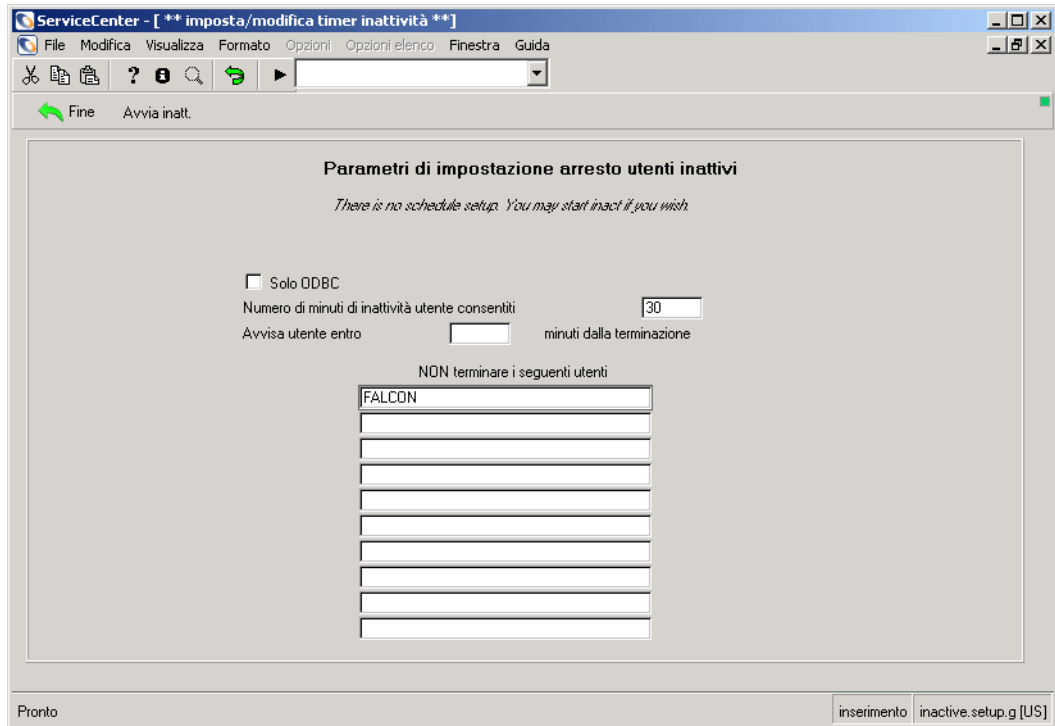 ServiceCenter - [ ** imposta/modifica timer inattività **]
File Modifica Visualizza Formato Opzioni Opzioni elenco Finestra Guida
Fine Avvia inatt.
Parametri di impostazione arresto utenti inattivi
There is no schedule setup. You may start inact if you wish.
Solo ODBC
Numero di minuti di inattività utente consentiti 30
Avvisa utente entro minuti dalla terminazione
NON terminare i seguenti utenti
FALCON
Pronto inserimento inactive.setup.g [US]